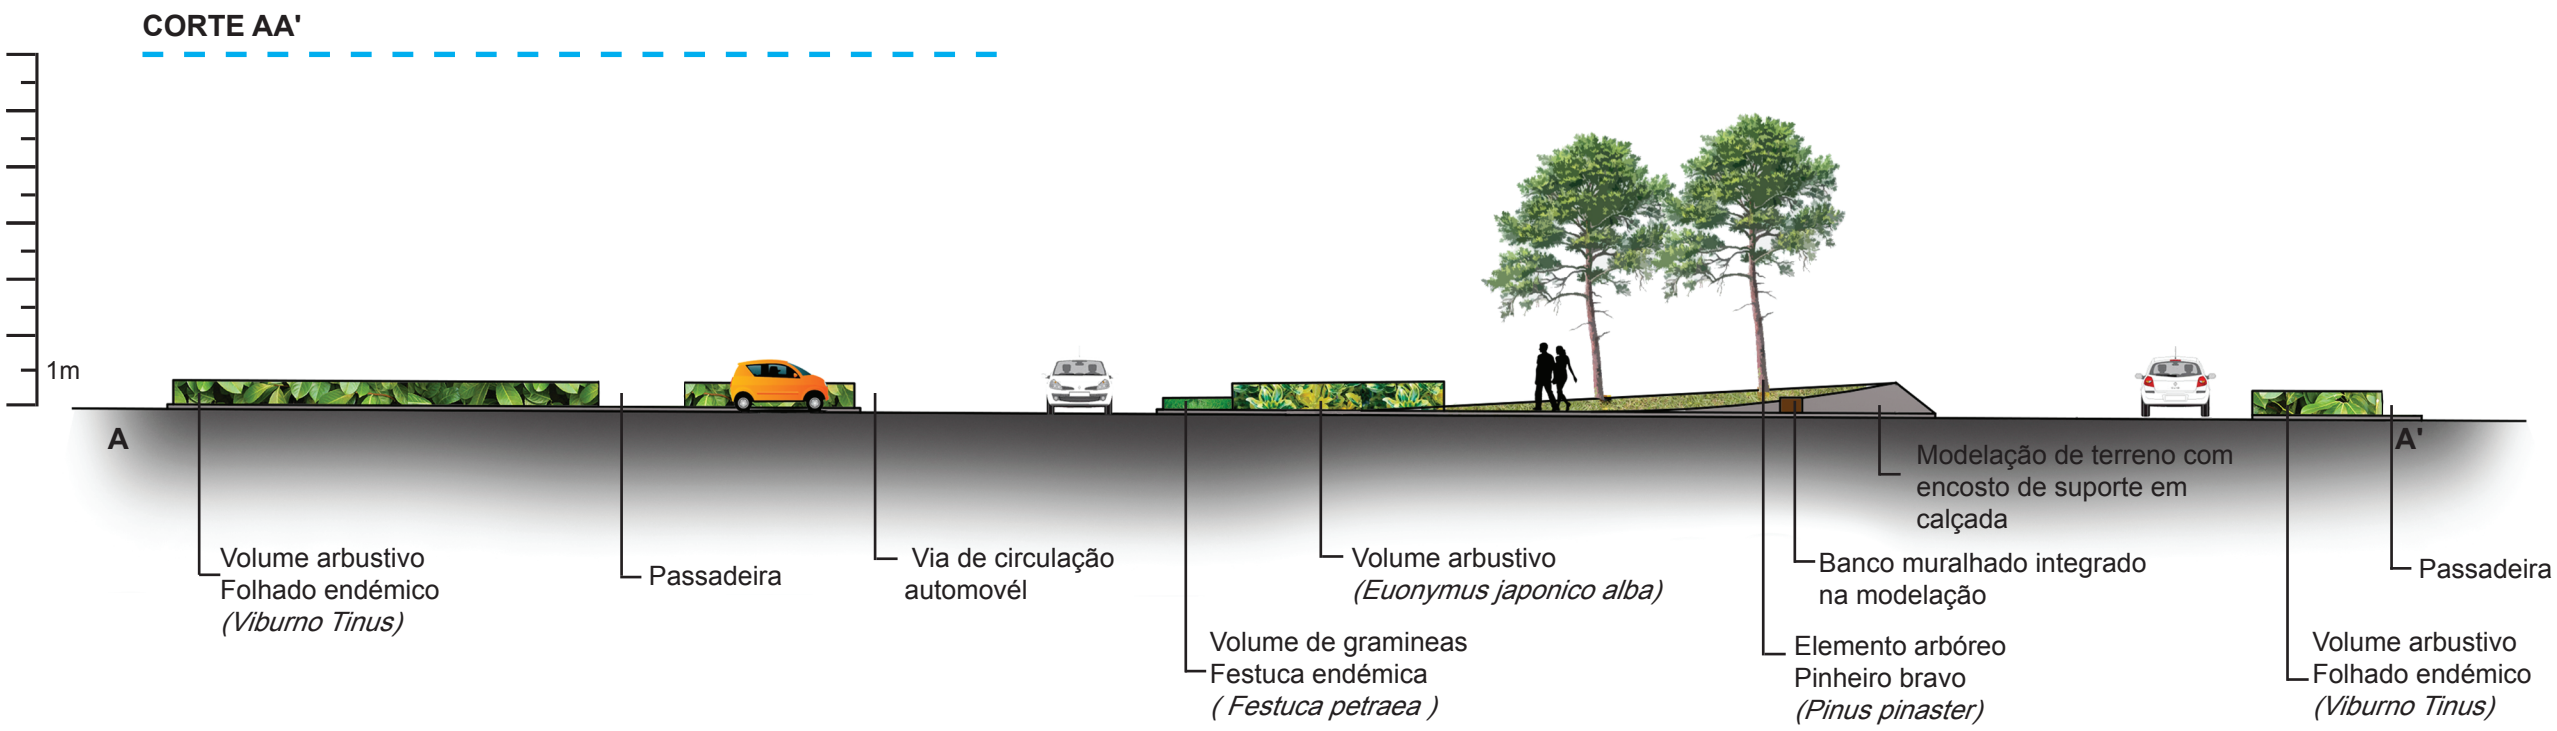 CORTE AA'
1m
A
A'
Modelação de terreno com
encosto de suporte em
calçada
Volume arbustivo
Folhado endémico
(Viburno Tinus)
Passadeira
Via de circulação
automovél
Volume de gramineas
Festuca endémica
( Festuca petraea )
Volume arbustivo
(Euonymus japonico alba)
Banco muralhado integrado
na modelação
Elemento arbóreo
Pinheiro bravo
(Pinus pinaster)
Passadeira
Volume arbustivo
Folhado endémico
(Viburno Tinus)